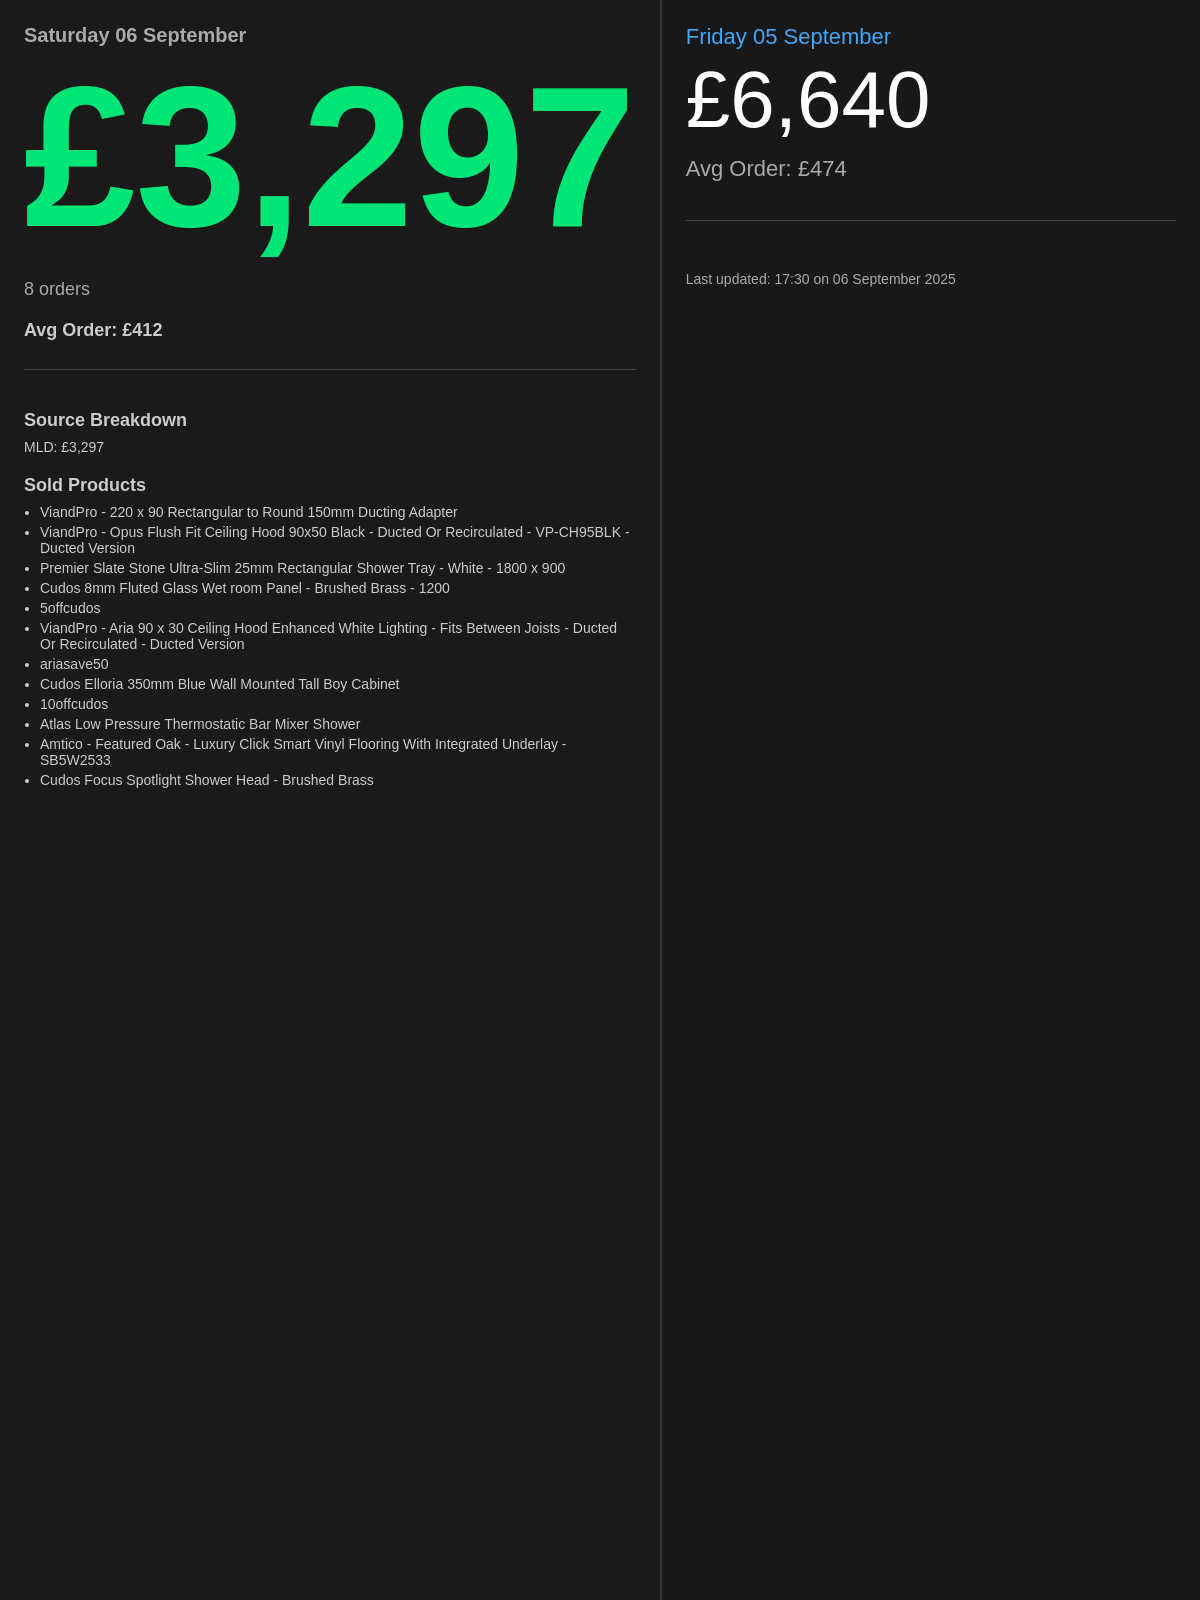 Saturday 06 September
£3,297
8 orders
Avg Order: £412
Source Breakdown
MLD: £3,297
Sold Products
• ViandPro - 220 x 90 Rectangular to Round 150mm Ducting Adapter
• ViandPro - Opus Flush Fit Ceiling Hood 90x50 Black - Ducted Or Recirculated - VP-CH95BLK -
Ducted Version
• Premier Slate Stone Ultra-Slim 25mm Rectangular Shower Tray - White - 1800 x 900
• Cudos 8mm Fluted Glass Wet room Panel - Brushed Brass - 1200
• 5offcudos
• ViandPro - Aria 90 x 30 Ceiling Hood Enhanced White Lighting - Fits Between Joists - Ducted
Or Recirculated - Ducted Version
• ariasave50
• Cudos Elloria 350mm Blue Wall Mounted Tall Boy Cabinet
• 10offcudos
• Atlas Low Pressure Thermostatic Bar Mixer Shower
• Amtico - Featured Oak - Luxury Click Smart Vinyl Flooring With Integrated Underlay -
SB5W2533
• Cudos Focus Spotlight Shower Head - Brushed Brass
Friday 05 September
£6,640
Avg Order: £474
Last updated: 17:30 on 06 September 2025